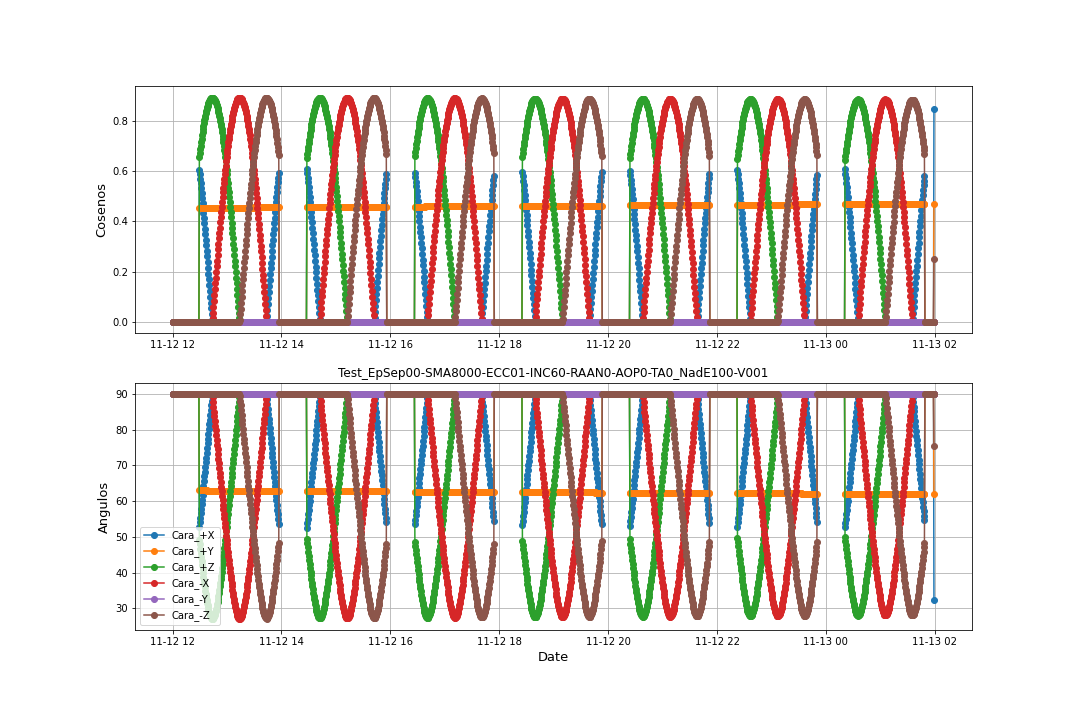 Cosenos
0.8
0.6
0.4
0.2
0.0
11-12 12 11-12 14 11-12 16 11-12 18 11-12 20 11-12 22 11-13 00 11-13 02
Test_EpSep00-SMA8000-ECC01-INC60-RAAN0-AOP0-TA0_NadE100-V001
Angulos
90
80
70
60
50
40
30
Cara_+X
Cara_+Y
Cara_+Z
Cara_-X
Cara_-Y
Cara_-Z
11-12 12 11-12 14 11-12 16 11-12 18 11-12 20 11-12 22 11-13 00 11-13 02
Date